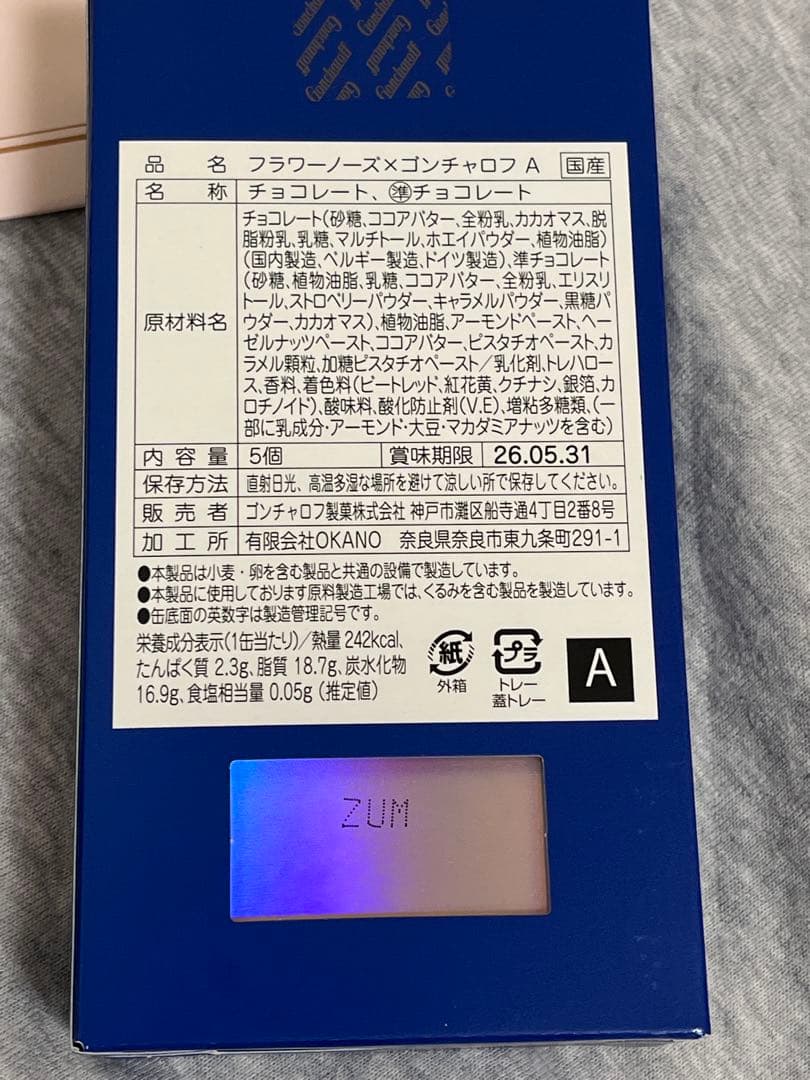 Goncharoff Goncharoff Goncharoff
品名 フラワーノーズ×ゴンチャロフ A 国産
名称 チョコレート、㊗チョコレート
チョコレート(砂糖、ココアバター、全粉乳、カカオマス、脱
脂粉乳、乳糖、マルチトール、ホエイパウダー、植物油脂)
(国内製造、ベルギー製造、ドイツ製造)、準チョコレート
(砂糖、植物油脂、乳糖、ココアバター、全粉乳、エリスリ
トール、ストロベリーパウダー、キャラメルパウダー、黒糖パ
原材料名 ウダー、カカオマス)、植物油脂、アーモンドペースト、ヘー
ゼルナッツペースト、ココアバター、ピスタチオペースト、カ
ラメル顆粒、加糖ピスタチオペースト/乳化剤、トレハロー
ス、香料、着色料(ビートレッド、紅花黄、クチナシ、銀箔、カ
ロチノイド)、酸味料、酸化防止剤(V.E)、増粘多糖類、(一
部に乳成分・アーモンド・大豆・マカダミアナッツを含む)
内容量 5個 賞味期限 26.05.31
保存方法 直射日光、高温多湿な場所を避けて涼しい所で保存してください。
販売者 ゴンチャロフ製菓株式会社 神戸市灘区船寺通4丁目2番8号
加工所 有限会社OKANO 奈良県奈良市東九条町291-1
●本製品は小麦・卵を含む製品と共通の設備で製造しています。
●本製品に使用しております原料製造工場では、くるみを含む製品を製造しています。
●缶底面の英数字は製造管理記号です。
栄養成分表示(1缶当たり)/熱量 242kcal、
たんぱく質 2.3g、脂質 18.7g、炭水化物
16.9g、食塩相当量 0.05g (推定値)
紙
外箱
プラ
トレー
蓋トレー
A
ZUM